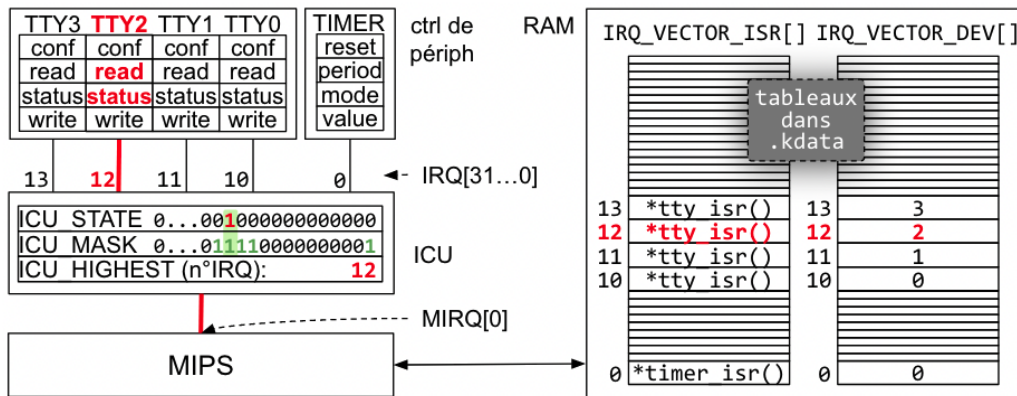 TTY3 TTY2 TTY1 TTY0
conf conf conf conf
read read read read
status status status status
write write write write
TIMER
reset
period
mode
value
ctrl de
périph
13 12 11 10 0
IRQ[31...0]
ICU_STATE 0...001000000000000
ICU_MASK 0...011110000000001
ICU_HIGHEST (n°IRQ): 12
ICU
MIRQ[0]
MIPS
RAM
IRQ_VECTOR_ISR[] IRQ_VECTOR_DEV[]
tableaux
dans
.kdata
13 *tty_isr() 13 3
12 *tty_isr() 12 2
11 *tty_isr() 11 1
10 *tty_isr() 10 0
0 *timer_isr() 0 0